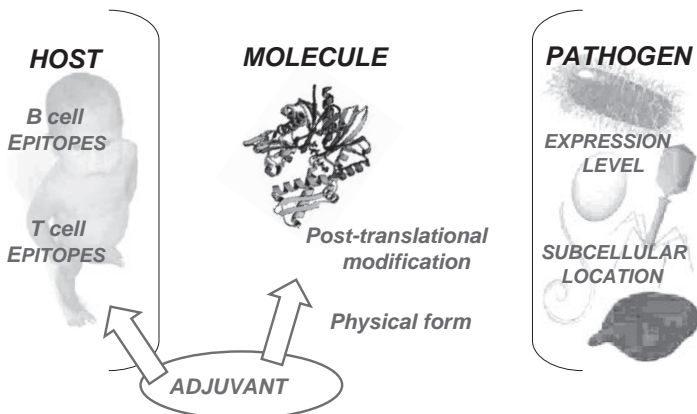 HOST
B cell
EPITOPES
T cell
EPITOPES
MOLECULE
Post-translational
modification
Physical form
ADJUVANT
PATHOGEN
EXPRESSION
LEVEL
SUBCELLULAR
LOCATION